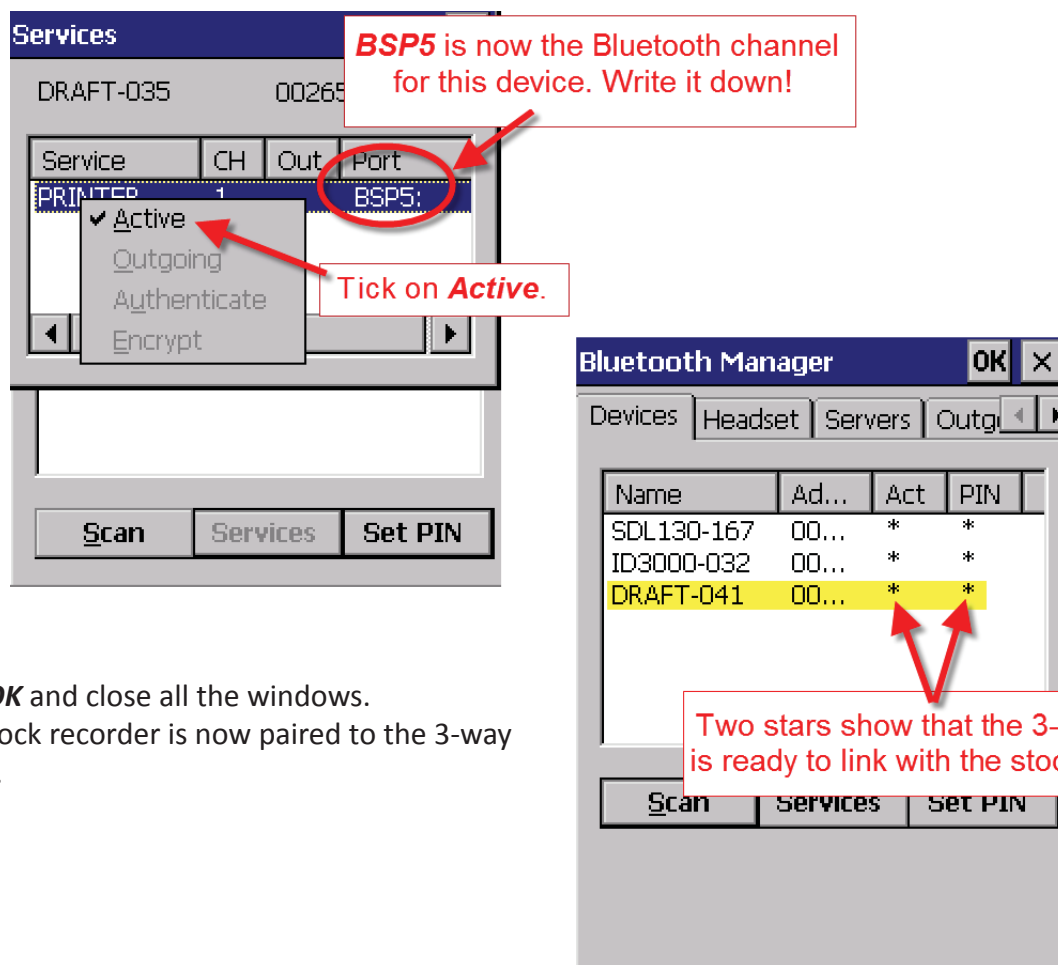 Services
BSP5 is now the Bluetooth channel
for this device. Write it down!
DRAFT-035 00265
Service CH Out Port
PRINTER 1 BSP5:
Active
Outgoing
Authenticate
Encrypt
Tick on Active.
Scan Services Set PIN
OK and close all the windows.
ock recorder is now paired to the 3-way
.
Bluetooth Manager OK ×
Devices Headset Servers Outg
Name Ad... Act PIN
SDL130-167 00... * *
ID3000-032 00... * *
DRAFT-041 00... * *
Two stars show that the 3-
is ready to link with the stoc
Scan Services Set PIN